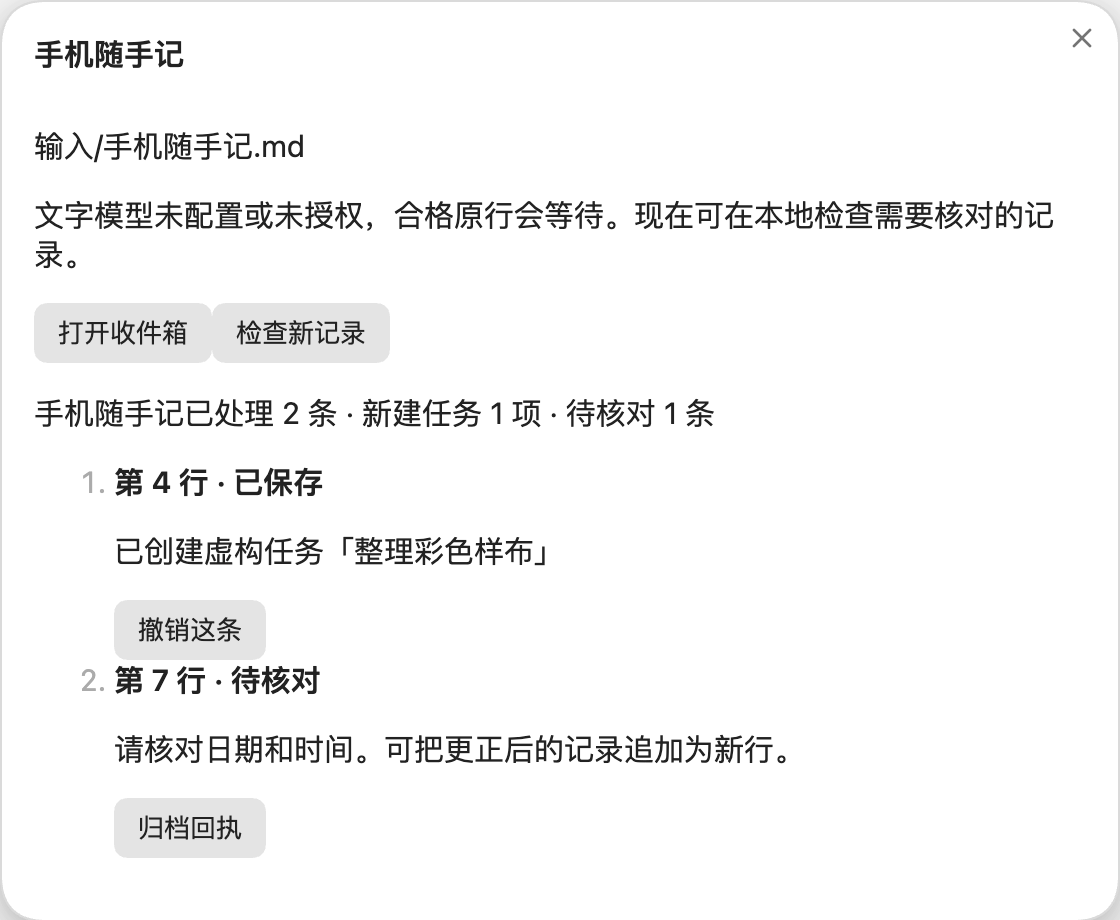 手机随手记
输入/手机随手记.md
文字模型未配置或未授权，合格原行会等待。现在可在本地检查需要核对的记
录。
打开收件箱 检查新记录
手机随手记已处理 2 条 · 新建任务 1 项 · 待核对 1 条
1. 第 4 行 · 已保存
已创建虚构任务「整理彩色样布」
撤销这条
2. 第 7 行 · 待核对
请核对日期和时间。可把更正后的记录追加为新行。
归档回执